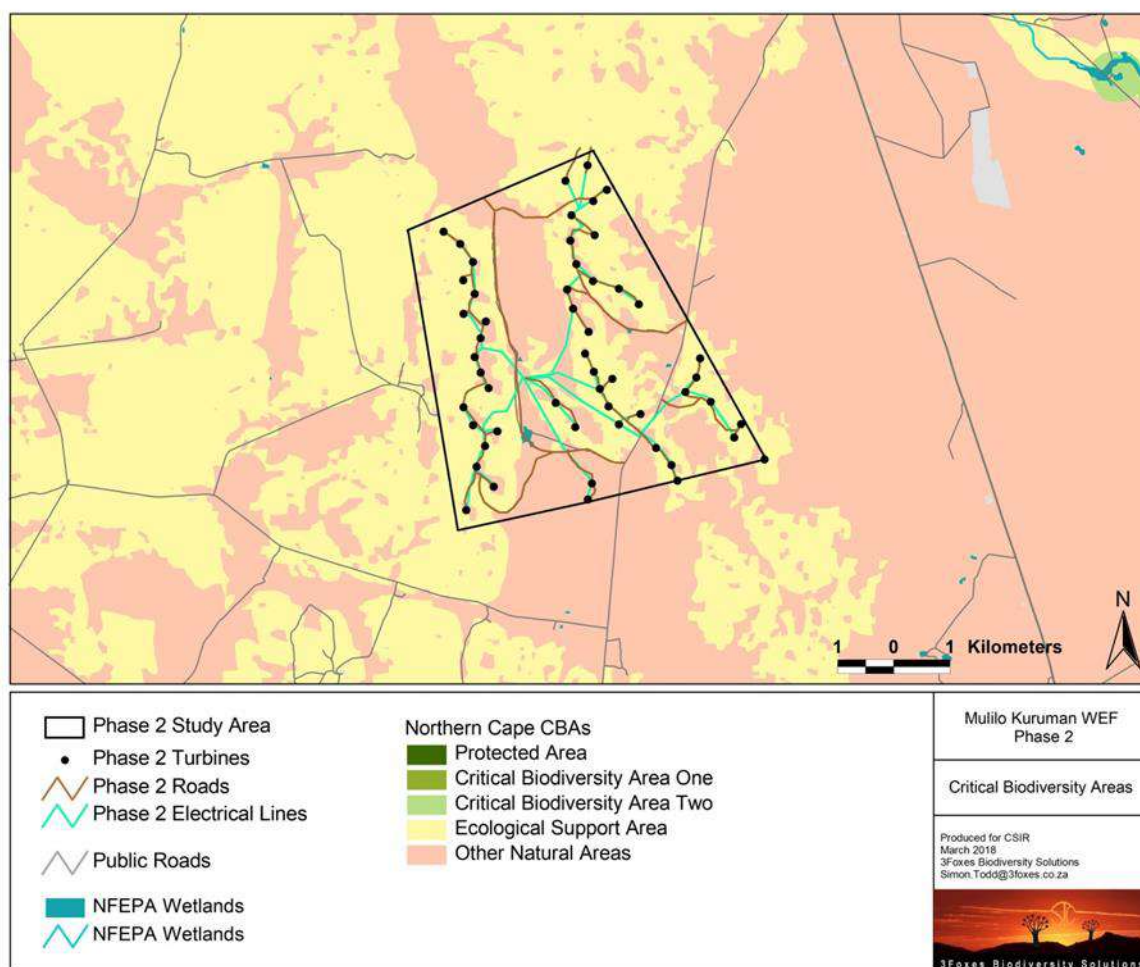 N
1 0 1 Kilometers
Phase 2 Study Area
Phase 2 Turbines
Phase 2 Roads
Phase 2 Electrical Lines
Public Roads
NFEPA Wetlands
NFEPA Wetlands
Northern Cape CBAs
Protected Area
Critical Biodiversity Area One
Critical Biodiversity Area Two
Ecological Support Area
Other Natural Areas
Mulilo Kuruman WEF
Phase 2
Critical Biodiversity Areas
Produced for CSIR
March 2018
3Foxes Biodiversity Solutions
Simon.Todd@3foxes.co.za
3Foxes Biodiversity Solutions